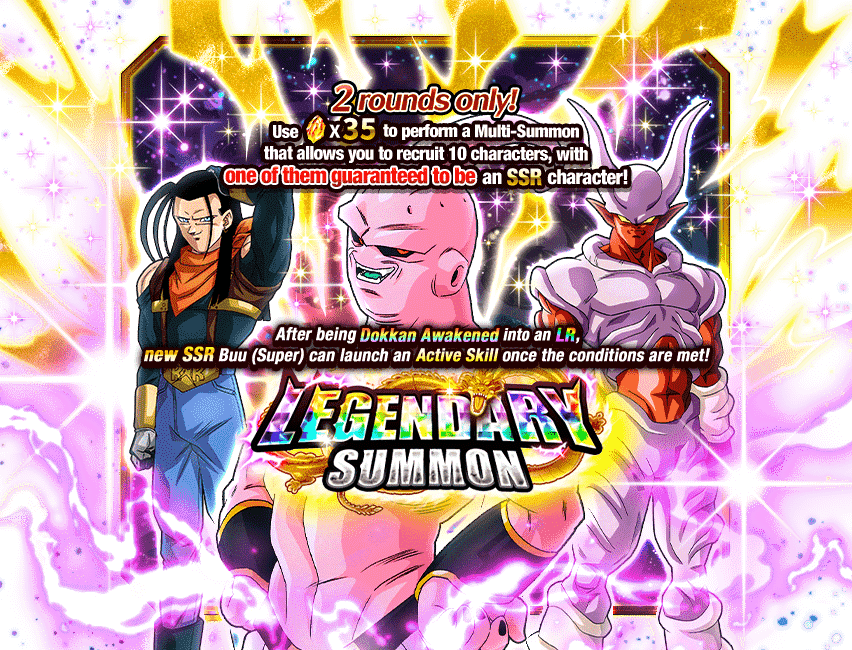 2 rounds only!
Use X 35 to perform a Multi-Summon
that allows you to recruit 10 characters, with
one of them guaranteed to be an SSR character!
After being Dokkan Awakened into an LR,
new SSR Buu (Super) can launch an Active Skill once the conditions are met!
LEGENDARY
SUMMON